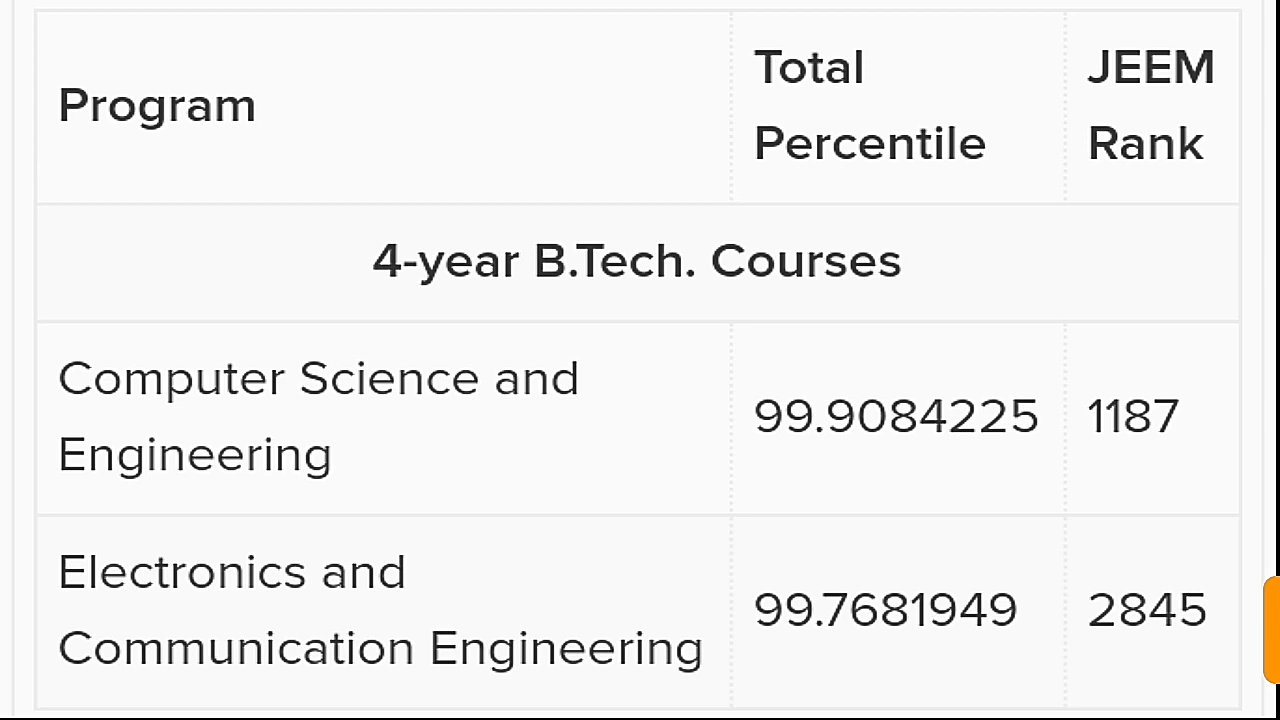 Program
Total
Percentile
JEEM
Rank
4-year B.Tech. Courses
Computer Science and
Engineering
99.9084225
1187
Electronics and
Communication Engineering
99.7681949
2845